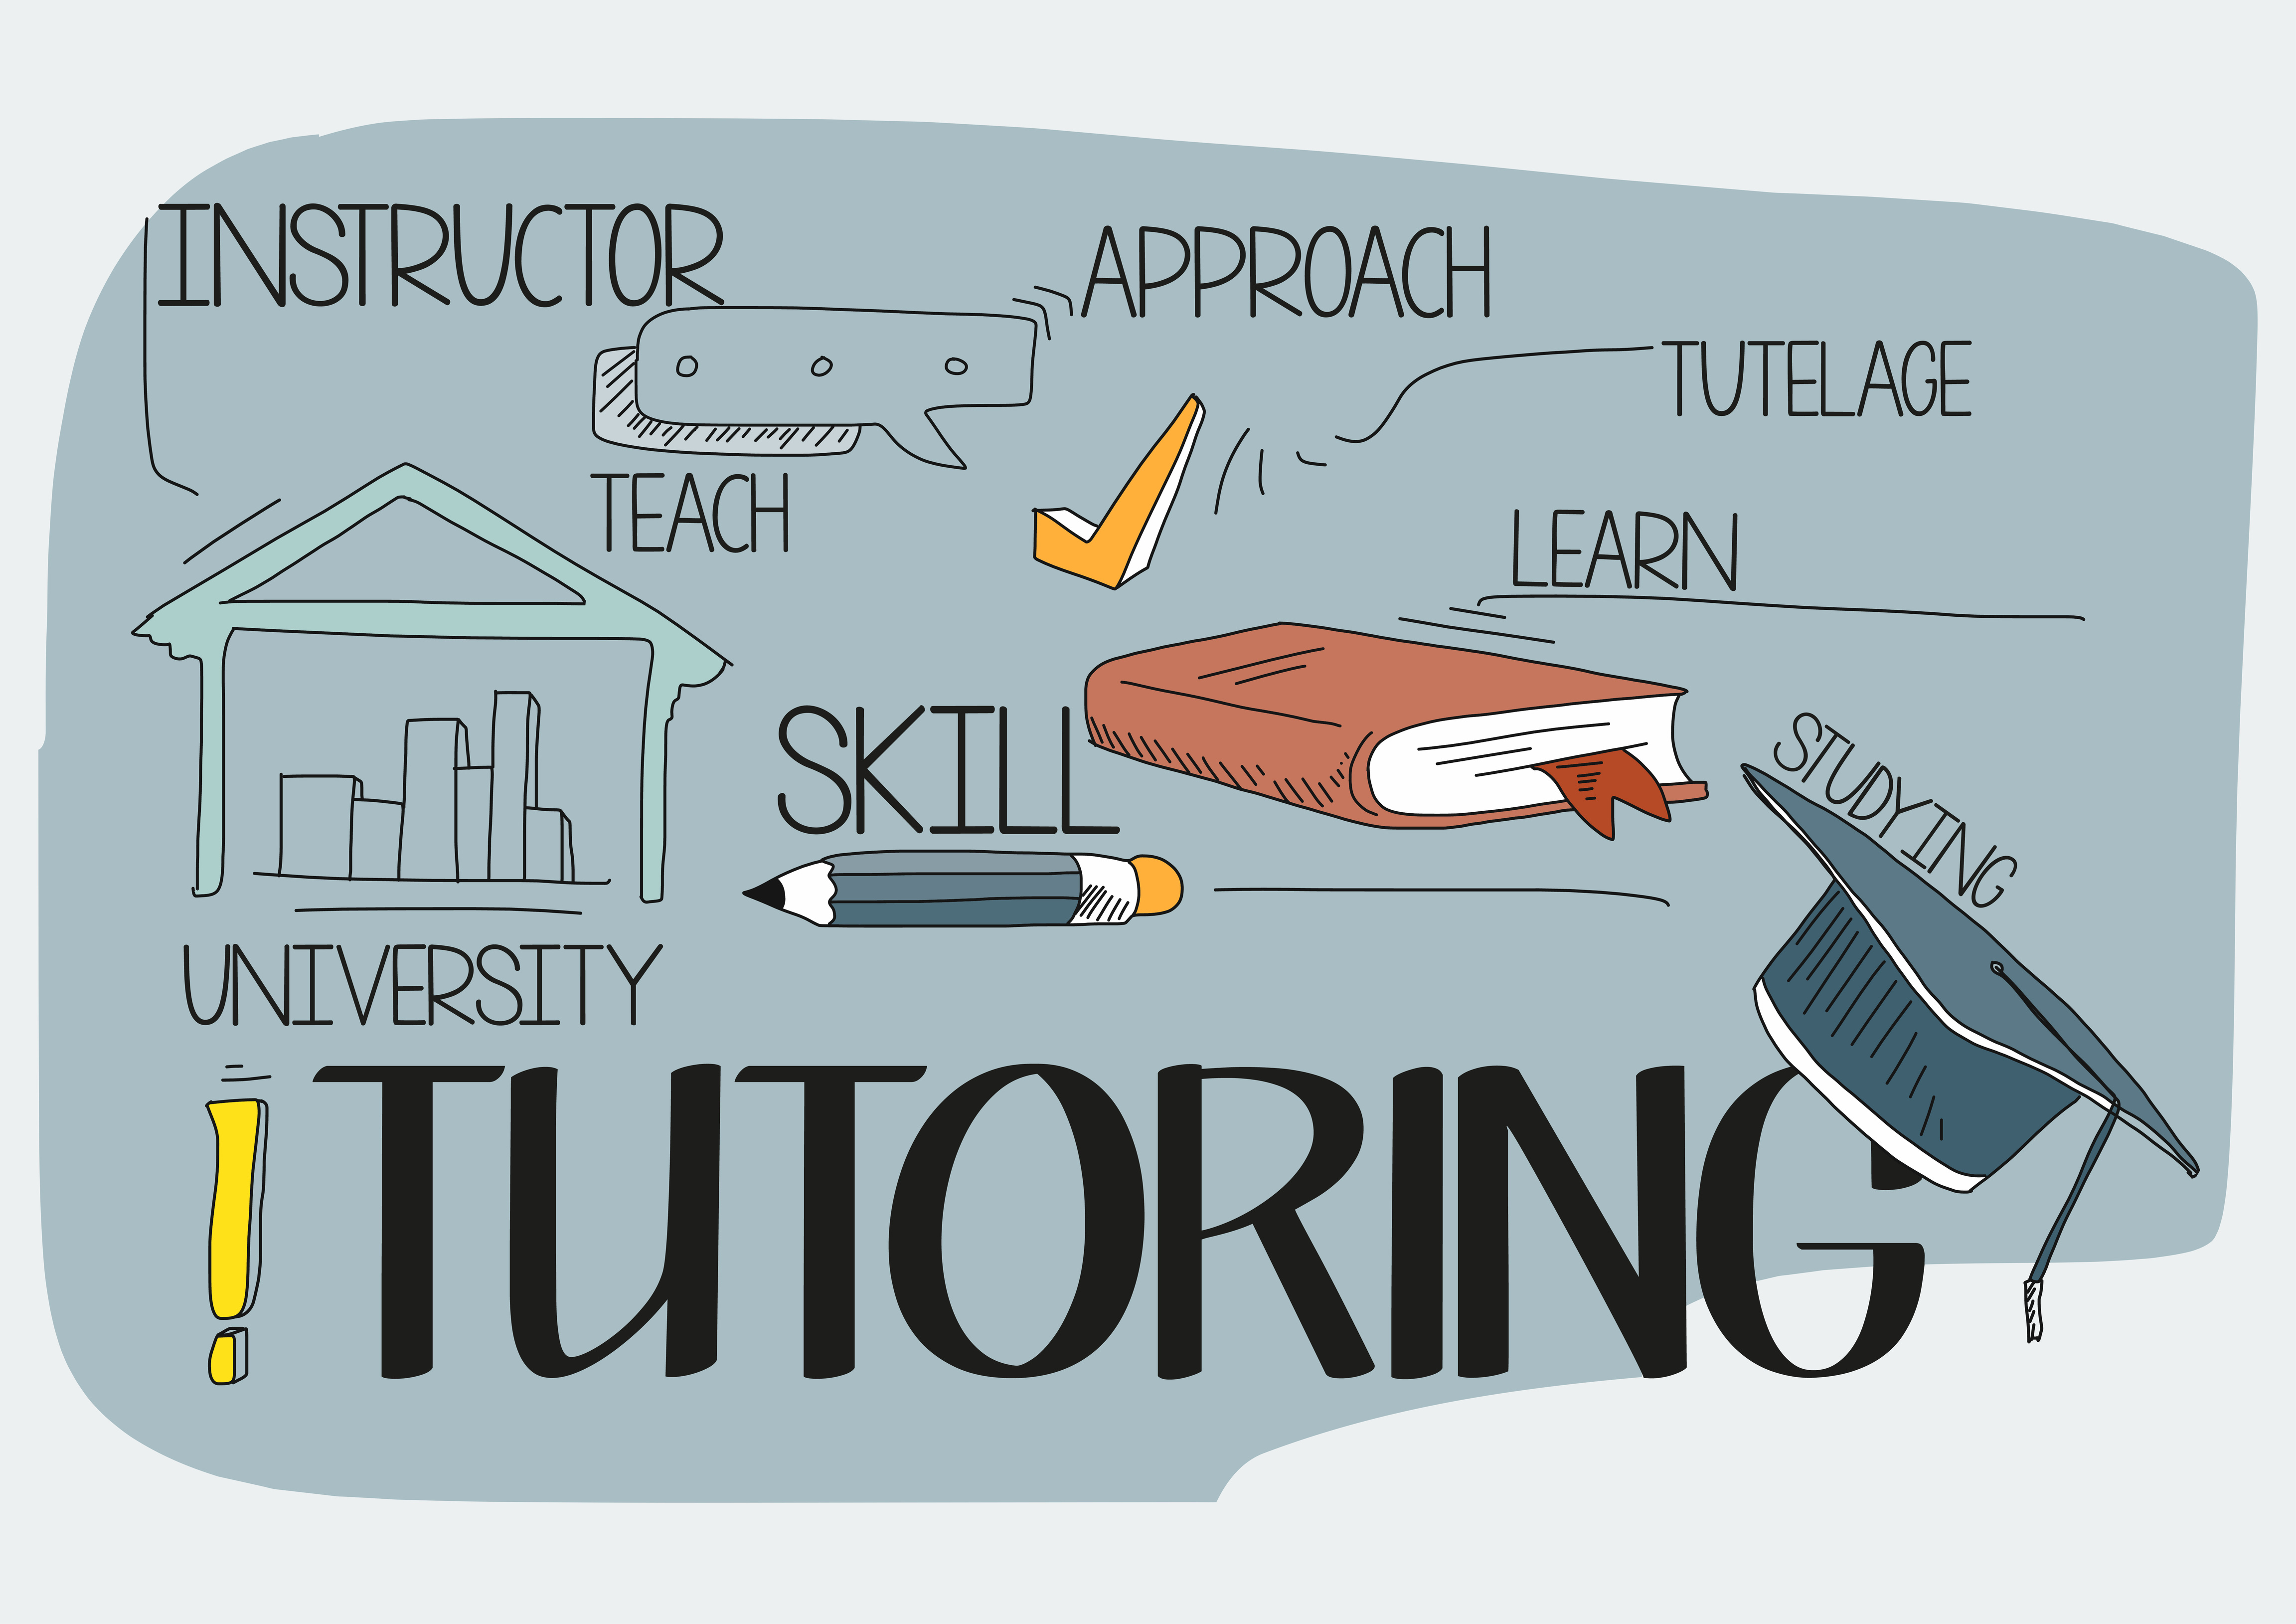 INSTRUCTOR
APPROACH
TUTELAGE
TEACH
LEARN
SKILL
STUDYING
UNIVERSITY
TUTORING